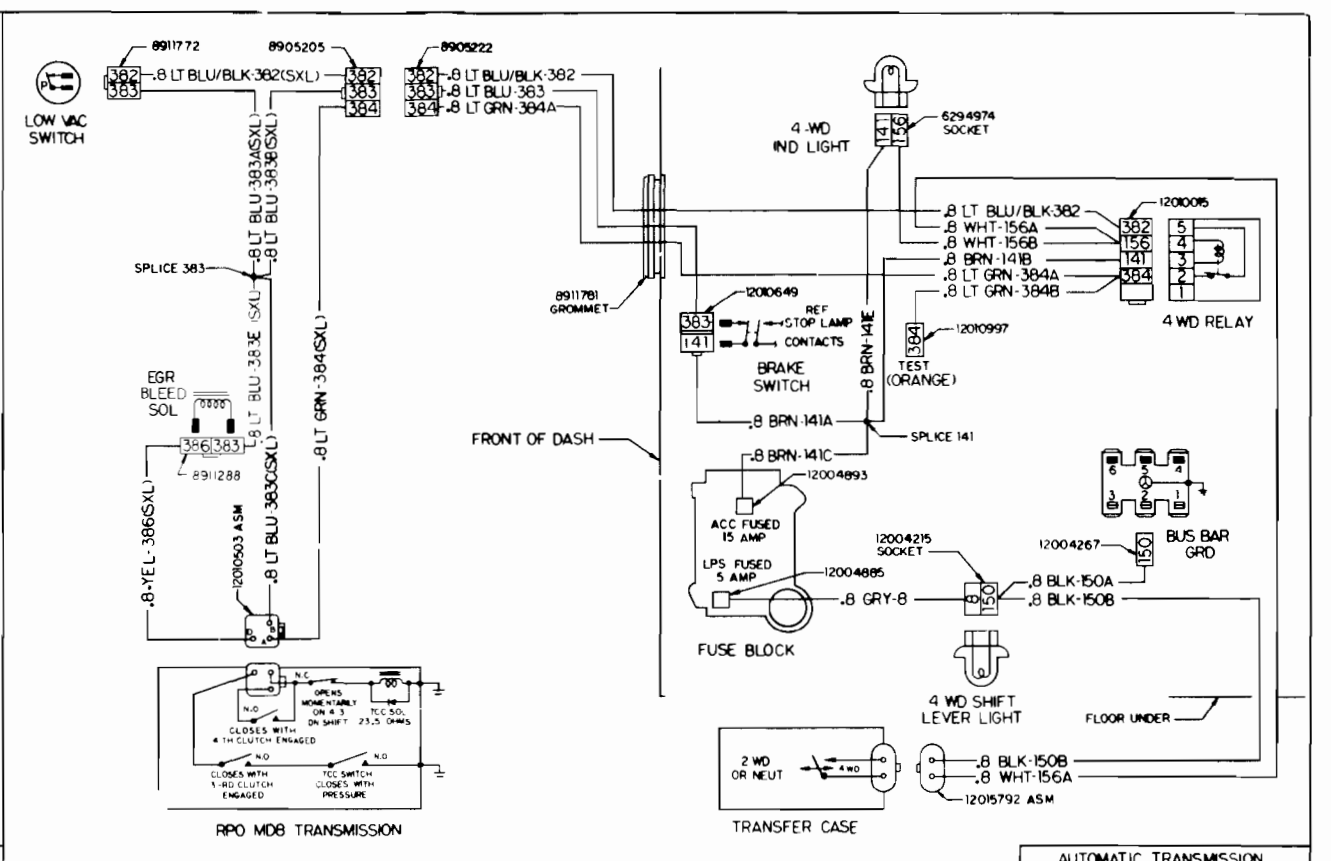 8911772
8905205
8905222
382
383
.8 LT BLU/BLK-382(SXL)
382
383
384
382
383
384
.8 LT BLU/BLK-382
.8 LT BLU-383
.8 LT GRN-384A
P
LOW VAC
SWITCH
.8 LT BLU-383A(SXL)
.8 LT BLU-383B(SXL)
SPLICE 383
.8 LT BLU-383E (SXL)
.8 LT GRN-384(SXL)
EGR
BLEED
SOL
386 383
8911288
.8-YEL-386(SXL)
12010503 ASM
.8 LT BLU-383C(SXL)
D
B
A
N.C
OPENS
MOMENTARILY
ON 4 3
DN SHIFT
TCC SOL
23.5 OHMS
N.O
CLOSES WITH
4 TH CLUTCH ENGAGED
N.O
N.O
CLOSES WITH
3-RD CLUTCH
ENGAGED
TCC SWITCH
CLOSES WITH
PRESSURE
RPO MD8 TRANSMISSION
4-WD
IND LIGHT
141
156
6294974
SOCKET
12010015
.8 LT BLU/BLK-382
.8 WHT-156A
.8 WHT-156B
.8 BRN-141B
.8 LT GRN-384A
.8 LT GRN-384B
382
156
141
384
5
4
3
2
1
4 WD RELAY
8911781
GROMMET
12010649
383
141
REF
STOP LAMP
CONTACTS
BRAKE
SWITCH
.8 BRN-141E
384
12010997
TEST
(ORANGE)
.8 BRN-141A
SPLICE 141
FRONT OF DASH
.8 BRN-141C
12004893
ACC FUSED
15 AMP
LPS FUSED
5 AMP
12004885
FUSE BLOCK
.8 GRY-8
12004215
SOCKET
8
150
12004267
150
6 5 4
3 2 1
BUS BAR
GRD
.8 BLK-150A
.8 BLK-150B
4 WD SHIFT
LEVER LIGHT
FLOOR UNDER
2 WD
OR NEUT
4 WD
.8 BLK-150B
.8 WHT-156A
12015792 ASM
TRANSFER CASE
AUTOMATIC TRANSMISSION